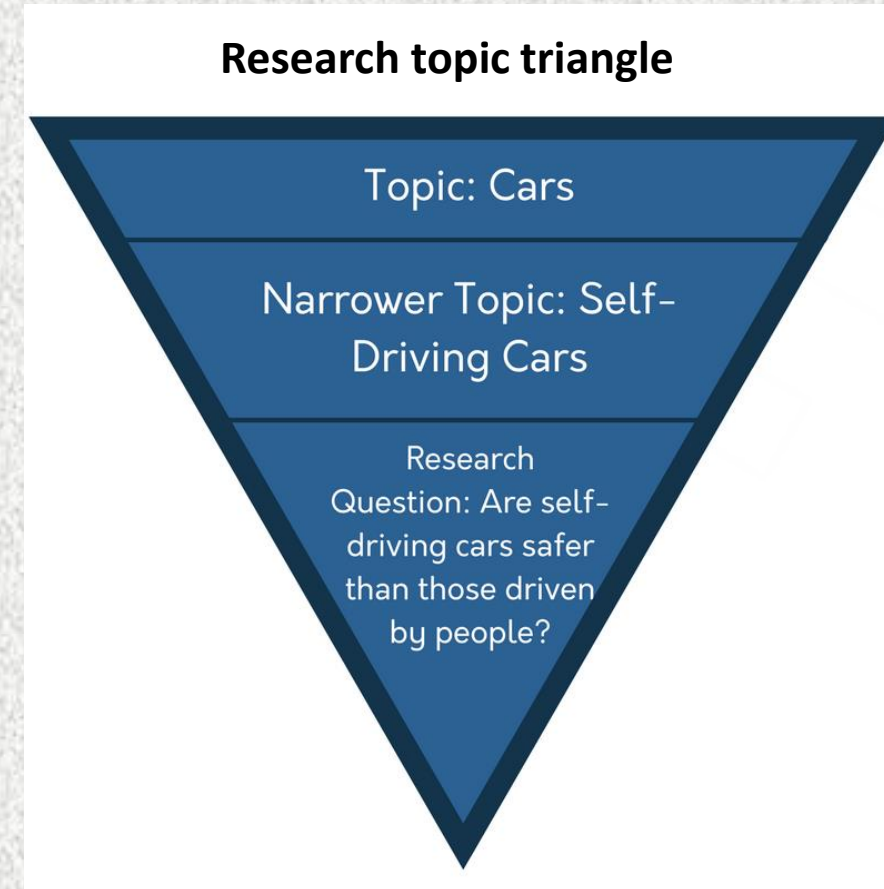 Research topic triangle
Topic: Cars
Narrower Topic: Self-
Driving Cars
Research
Question: Are self-
driving cars safer
than those driven
by people?